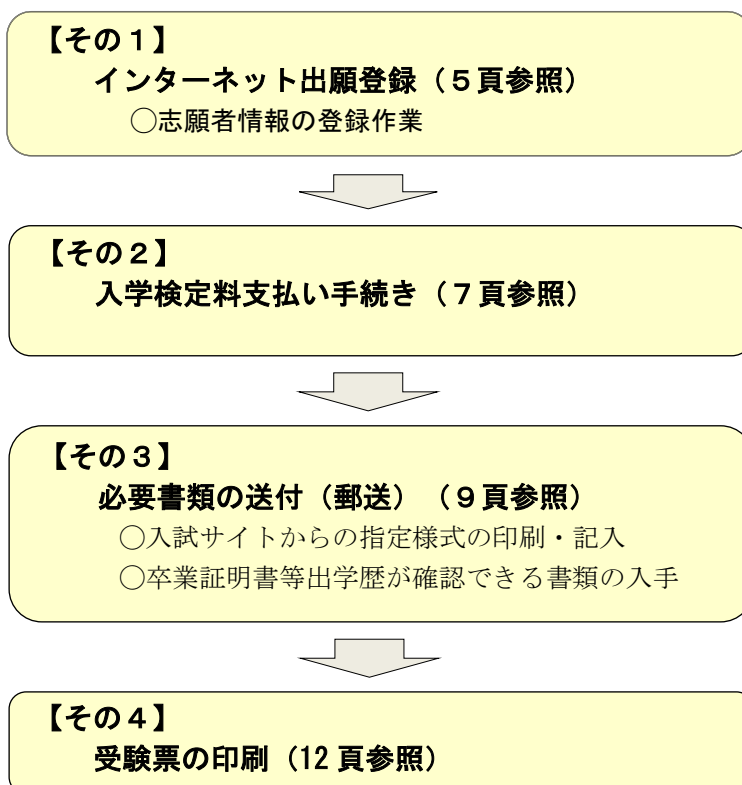 【その１】
インターネット出願登録（５頁参照）
○志願者情報の登録作業
【その２】
入学検定料支払い手続き（７頁参照）
【その３】
必要書類の送付（郵送）（９頁参照）
○入試サイトからの指定様式の印刷・記入
○卒業証明書等出学歴が確認できる書類の入手
【その４】
受験票の印刷（12 頁参照）